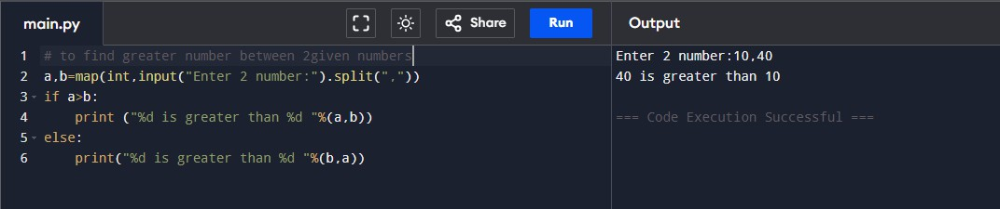 main.py Share Run Output
1 # to find greater number between 2given numbers
2 a,b=map(int,input("Enter 2 number:").split(","))
3 if a>b:
4     print ("%d is greater than %d "%(a,b))
5 else:
6     print("%d is greater than %d "%(b,a))
Enter 2 number:10,40
40 is greater than 10
=== Code Execution Successful ===